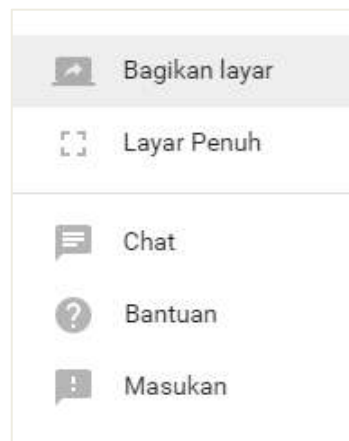 Bagikan layar
Layar Penuh
Chat
Bantuan
Masukan